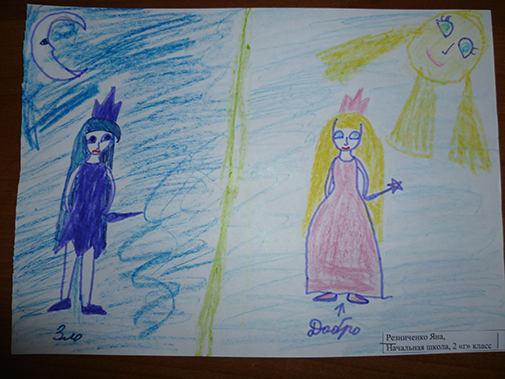 Зло
Добро
Резниченко Яна,
Начальная школа, 2 «г» класс